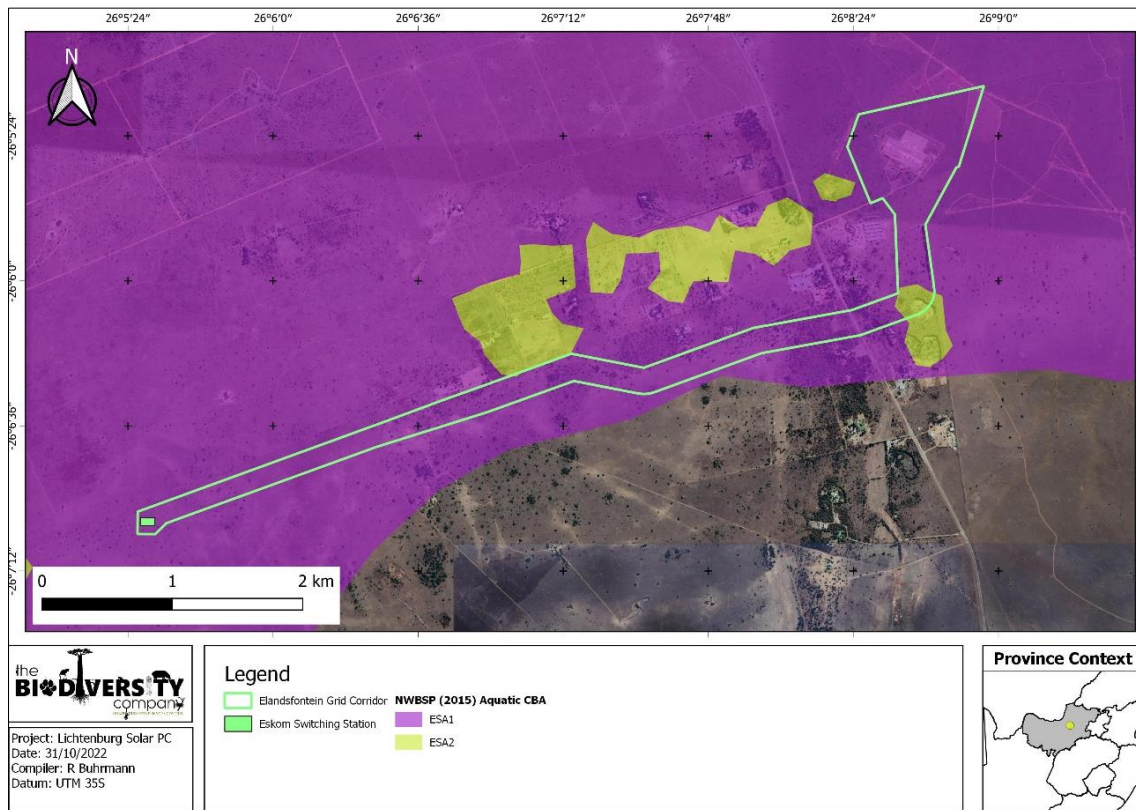 26°5'24"
26°6'0"
26°6'36"
26°7'12"
26°7'48"
26°8'24"
26°9'0"
N
-26°5'24"
-26°6'0"
-26°6'36"
-26°7'12"
0
1
2 km
the
BIODIVERSITY
company
Project: Lichtenburg Solar PC
Date: 31/10/2022
Compiler: R Buhrmann
Datum: UTM 35S
Legend
Elandsfontein Grid Corridor
Eskom Switching Station
NWBSP (2015) Aquatic CBA
ESA1
ESA2
Province Context